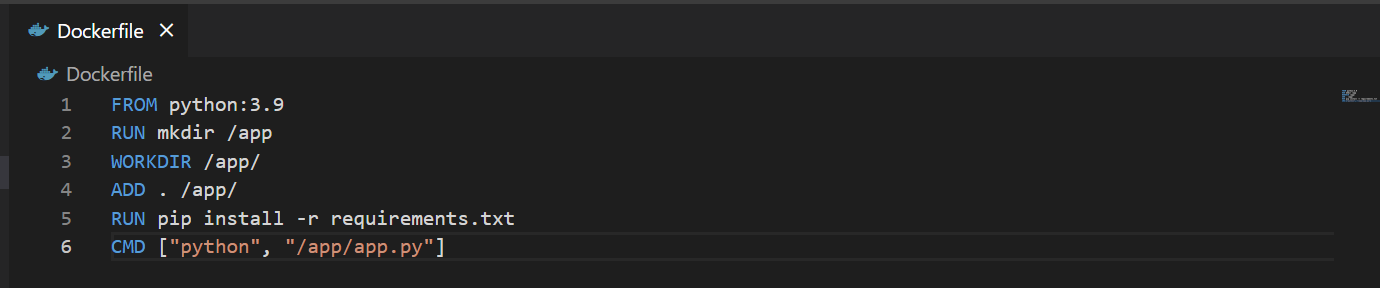 Dockerfile ×
Dockerfile
1 FROM python:3.9
2 RUN mkdir /app
3 WORKDIR /app/
4 ADD . /app/
5 RUN pip install -r requirements.txt
6 CMD ["python", "/app/app.py"]